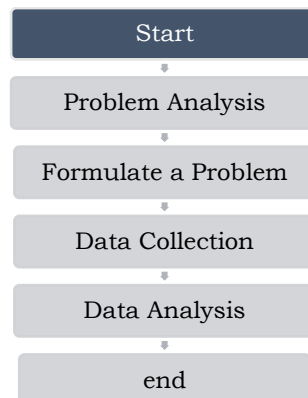 Start
Problem Analysis
Formulate a Problem
Data Collection
Data Analysis
end